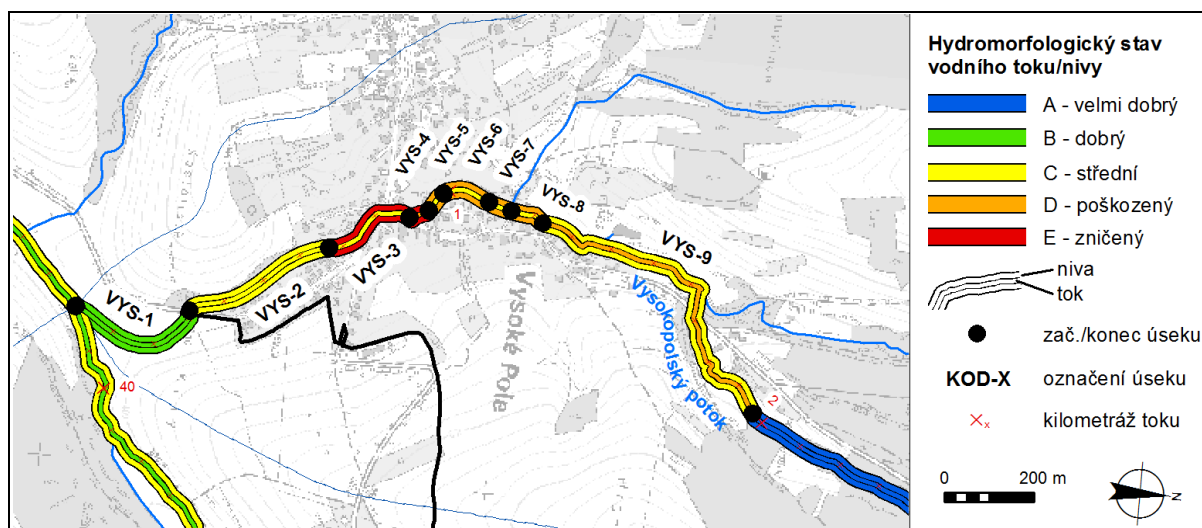 VYS-1
VYS-2
VYS-3
VYS-4
VYS-5
VYS-6
VYS-7
VYS-8
VYS-9
1
2
40
Vysoké Pole
Vysokopolský potok
Hydromorfologický stav
vodního toku/nivy
A - velmi dobrý
B - dobrý
C - střední
D - poškozený
E - zničený
niva
tok
zač./konec úseku
KOD-X označení úseku
x kilometráž toku
0 200 m
N